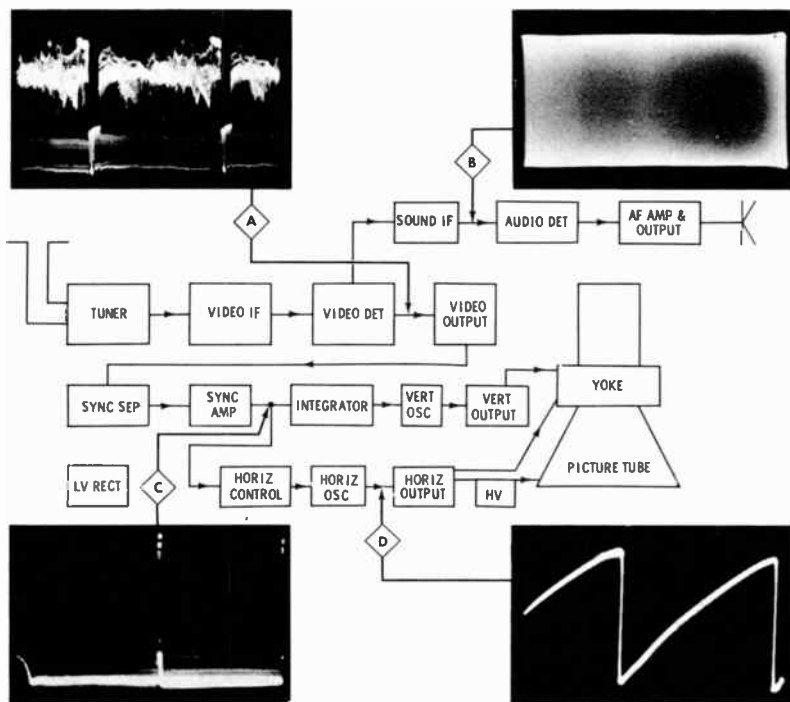 B
A
SOUND IF
AUDIO DET
AF AMP &
OUTPUT
TUNER
VIDEO IF
VIDEO DET
VIDEO
OUTPUT
YOKE
SYNC SEP
SYNC
AMP
INTEGRATOR
VERT
OSC
VERT
OUTPUT
PICTURE TUBE
LV RECT
C
HORIZ
CONTROL
HORIZ
OSC
HORIZ
OUTPUT
HV
D